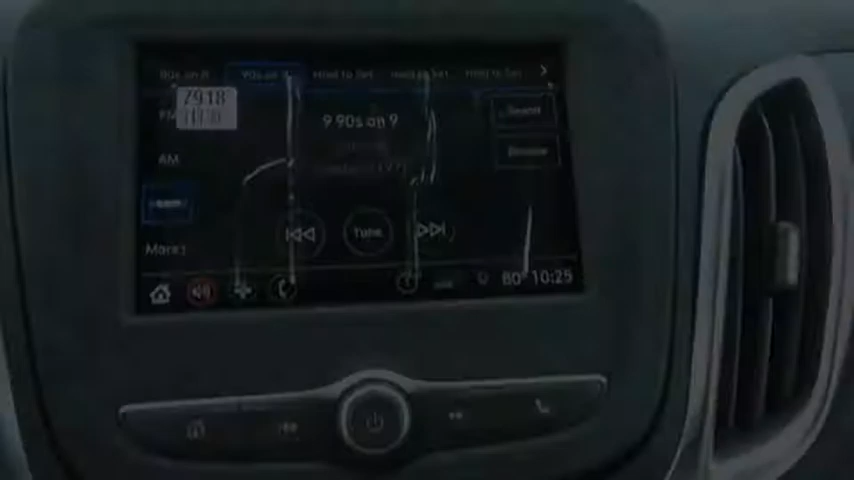 80s on 8 90s on 9 Hold to Set Hold to Set Hold to Set
7918
FM
9 90s on 9
Search
AM
Browse
More
Tune
80° 10:25